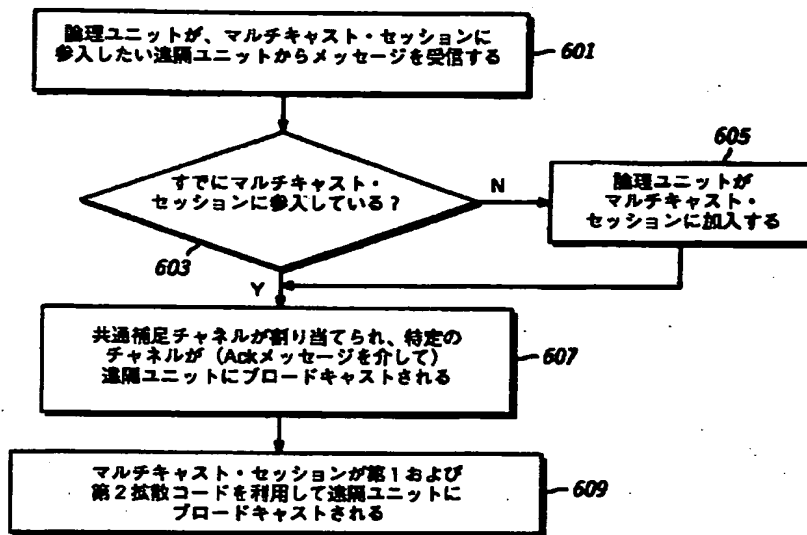 論理ユニットが、マルチキャスト・セッションに
参入したい遠隔ユニットからメッセージを受信する
601
605
すでにマルチキャスト・
セッションに参入している?
N
論理ユニットが
マルチキャスト・
セッションに加入する
603
Y
共通補足チャネルが割り当てられ、特定の
チャネルが(Ackメッセージを介して)
遠隔ユニットにブロードキャストされる
607
マルチキャスト・セッションが第1および
第2拡散コードを利用して遠隔ユニットに
ブロードキャストされる
609